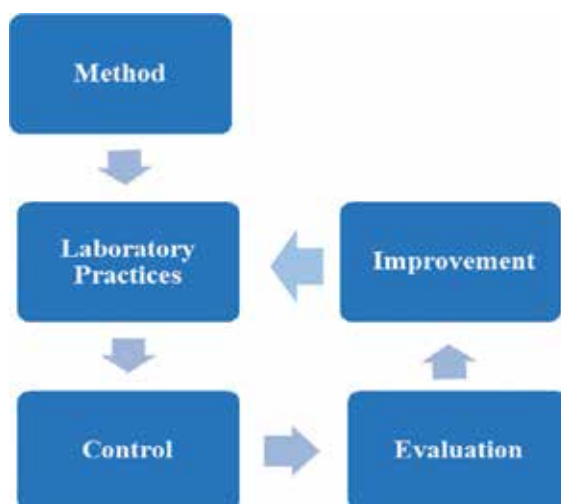 Method
Laboratory
Practices
Improvement
Control
Evaluation